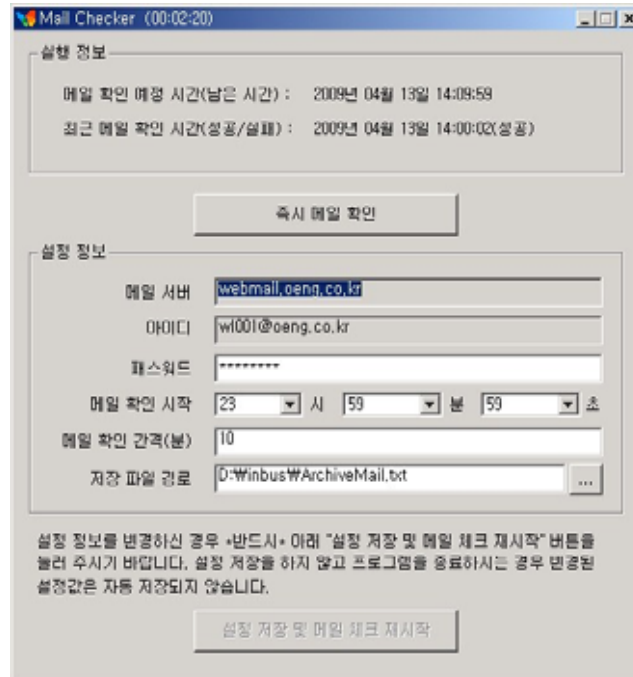 Mail Checker (00:02:20)
실행 정보
메일 확인 예정 시간(남은 시간) : 2009년 04월 13일 14:09:59
최근 메일 확인 시간(성공/실패) : 2009년 04월 13일 14:00:02(성공)
즉시 메일 확인
설정 정보
메일 서버 webmail.oeng.co.kr
아이디 wl001@oeng.co.kr
패스워드 ********
메일 확인 시작 23 시 59 분 59 초
메일 확인 간격(분) 10
저장 파일 경로 D:₩inbus₩ArchiveMail.txt ...
설정 정보를 변경하신 경우 *반드시* 아래 "설정 저장 및 메일 체크 재시작" 버튼을
눌러 주시기 바랍니다. 설정 저장을 하지 않고 프로그램을 종료하시는 경우 변경된
설정값은 자동 저장되지 않습니다.
설정 저장 및 메일 체크 재시작